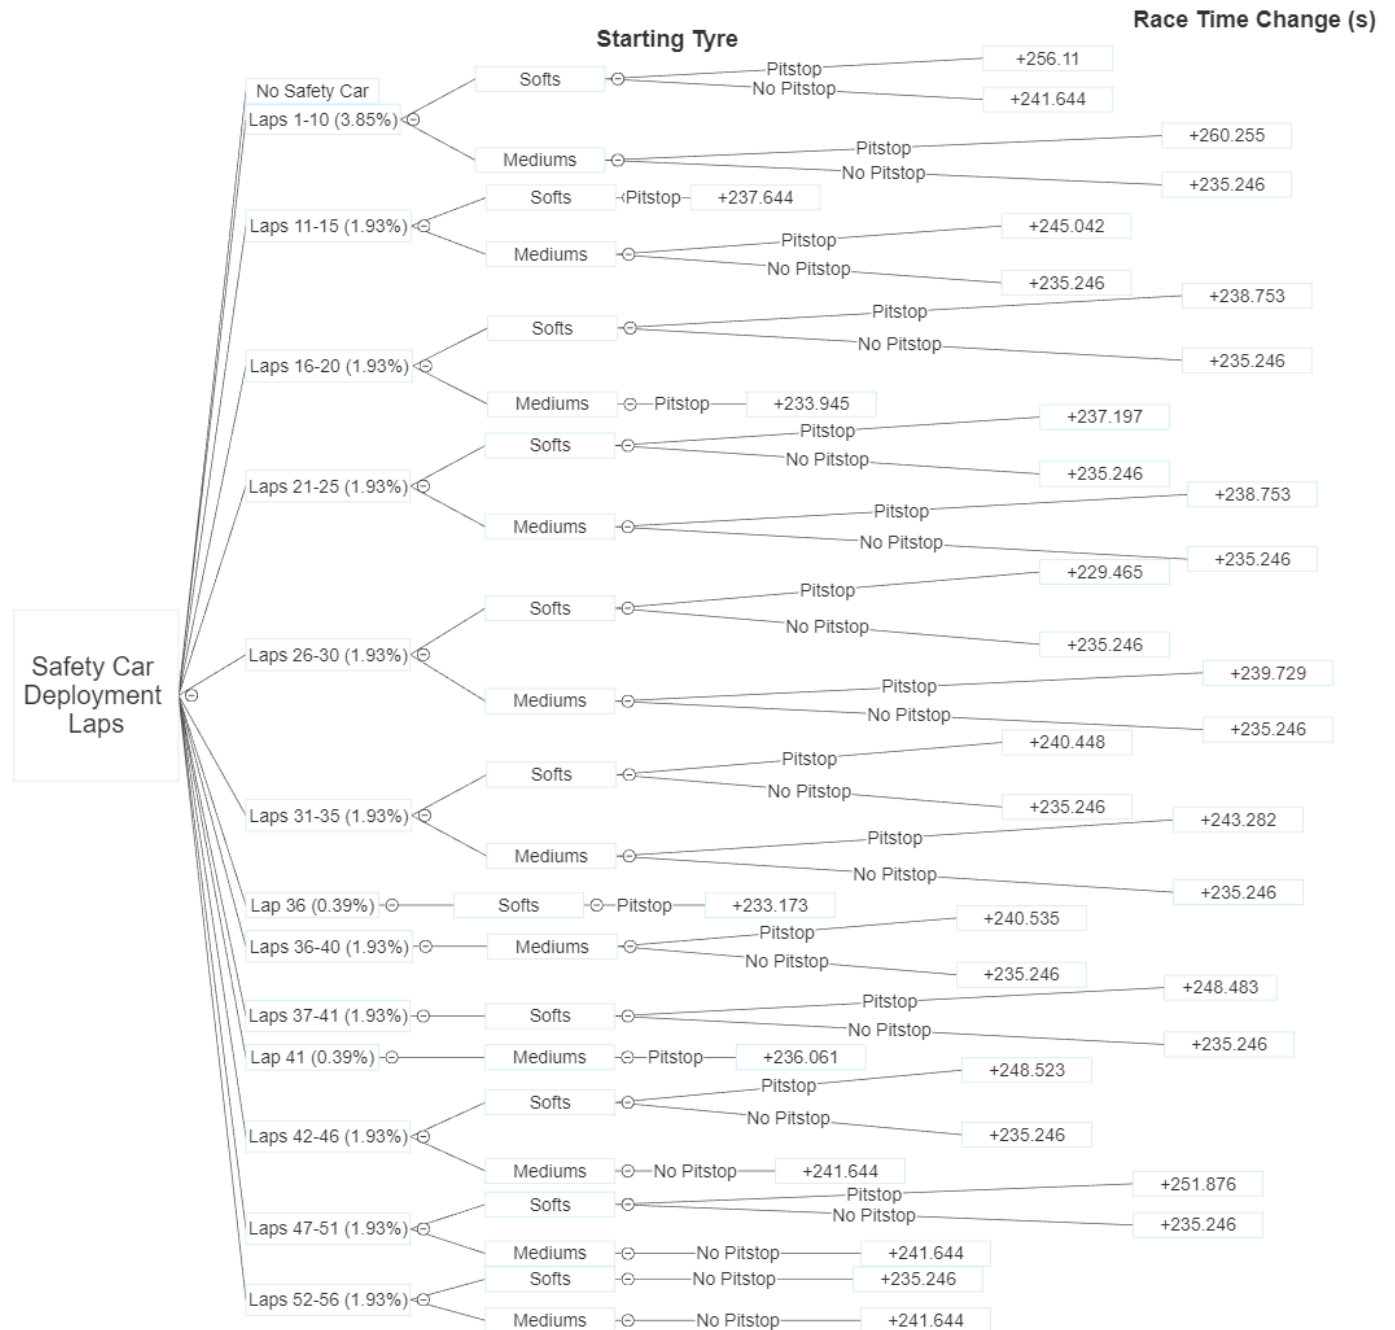 Race Time Change (s)
Starting Tyre
Safety Car
Deployment
Laps
No Safety Car
Laps 1-10 (3.85%)
Softs
Pitstop
+256.11
No Pitstop
+241.644
Mediums
Pitstop
+260.255
No Pitstop
+235.246
Laps 11-15 (1.93%)
Softs
Pitstop
+237.644
Mediums
Pitstop
+245.042
No Pitstop
+235.246
Laps 16-20 (1.93%)
Softs
Pitstop
+238.753
No Pitstop
+235.246
Mediums
Pitstop
+233.945
Laps 21-25 (1.93%)
Softs
Pitstop
+237.197
No Pitstop
+235.246
Mediums
Pitstop
+238.753
No Pitstop
+235.246
Laps 26-30 (1.93%)
Softs
Pitstop
+229.465
No Pitstop
+235.246
Mediums
Pitstop
+239.729
No Pitstop
+235.246
Laps 31-35 (1.93%)
Softs
Pitstop
+240.448
No Pitstop
+235.246
Mediums
Pitstop
+243.282
No Pitstop
+235.246
Lap 36 (0.39%)
Softs
Pitstop
+233.173
Laps 36-40 (1.93%)
Mediums
Pitstop
+240.535
No Pitstop
+235.246
Laps 37-41 (1.93%)
Softs
Pitstop
+248.483
No Pitstop
+235.246
Lap 41 (0.39%)
Mediums
Pitstop
+236.061
Laps 42-46 (1.93%)
Softs
Pitstop
+248.523
No Pitstop
+235.246
Mediums
No Pitstop
+241.644
Laps 47-51 (1.93%)
Softs
Pitstop
+251.876
No Pitstop
+235.246
Mediums
No Pitstop
+241.644
Laps 52-56 (1.93%)
Softs
No Pitstop
+235.246
Mediums
No Pitstop
+241.644